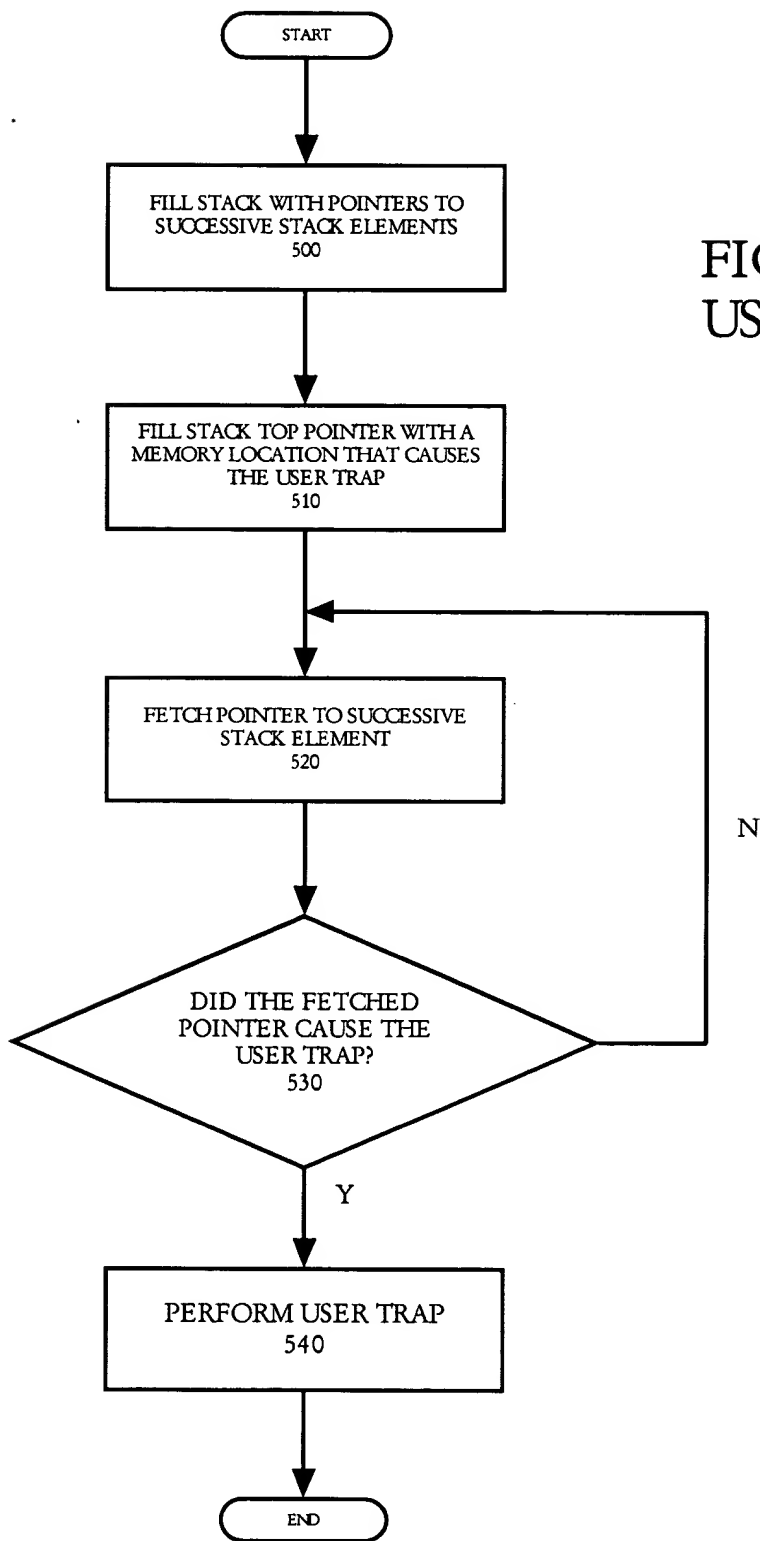 START
FILL STACK WITH POINTERS TO
SUCCESSIVE STACK ELEMENTS
500
FILL STACK TOP POINTER WITH A
MEMORY LOCATION THAT CAUSES
THE USER TRAP
510
FETCH POINTER TO SUCCESSIVE
STACK ELEMENT
520
N
DID THE FETCHED
POINTER CAUSE THE
USER TRAP?
530
Y
PERFORM USER TRAP
540
END